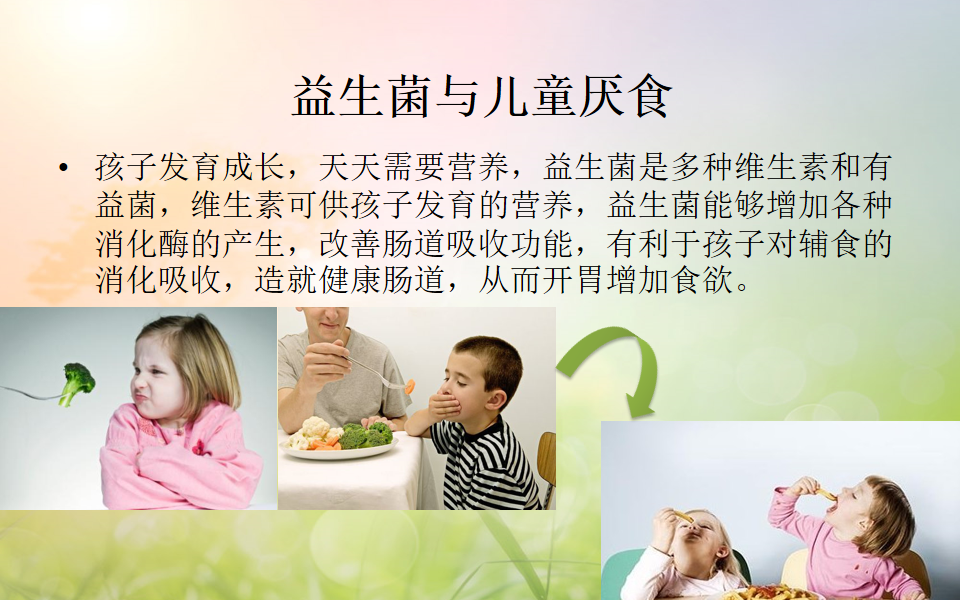 益生菌与儿童厌食
• 孩子发育成长，天天需要营养，益生菌是多种维生素和有
益菌，维生素可供孩子发育的营养，益生菌能够增加各种
消化酶的产生，改善肠道吸收功能，有利于孩子对辅食的
消化吸收，造就健康肠道，从而开胃增加食欲。